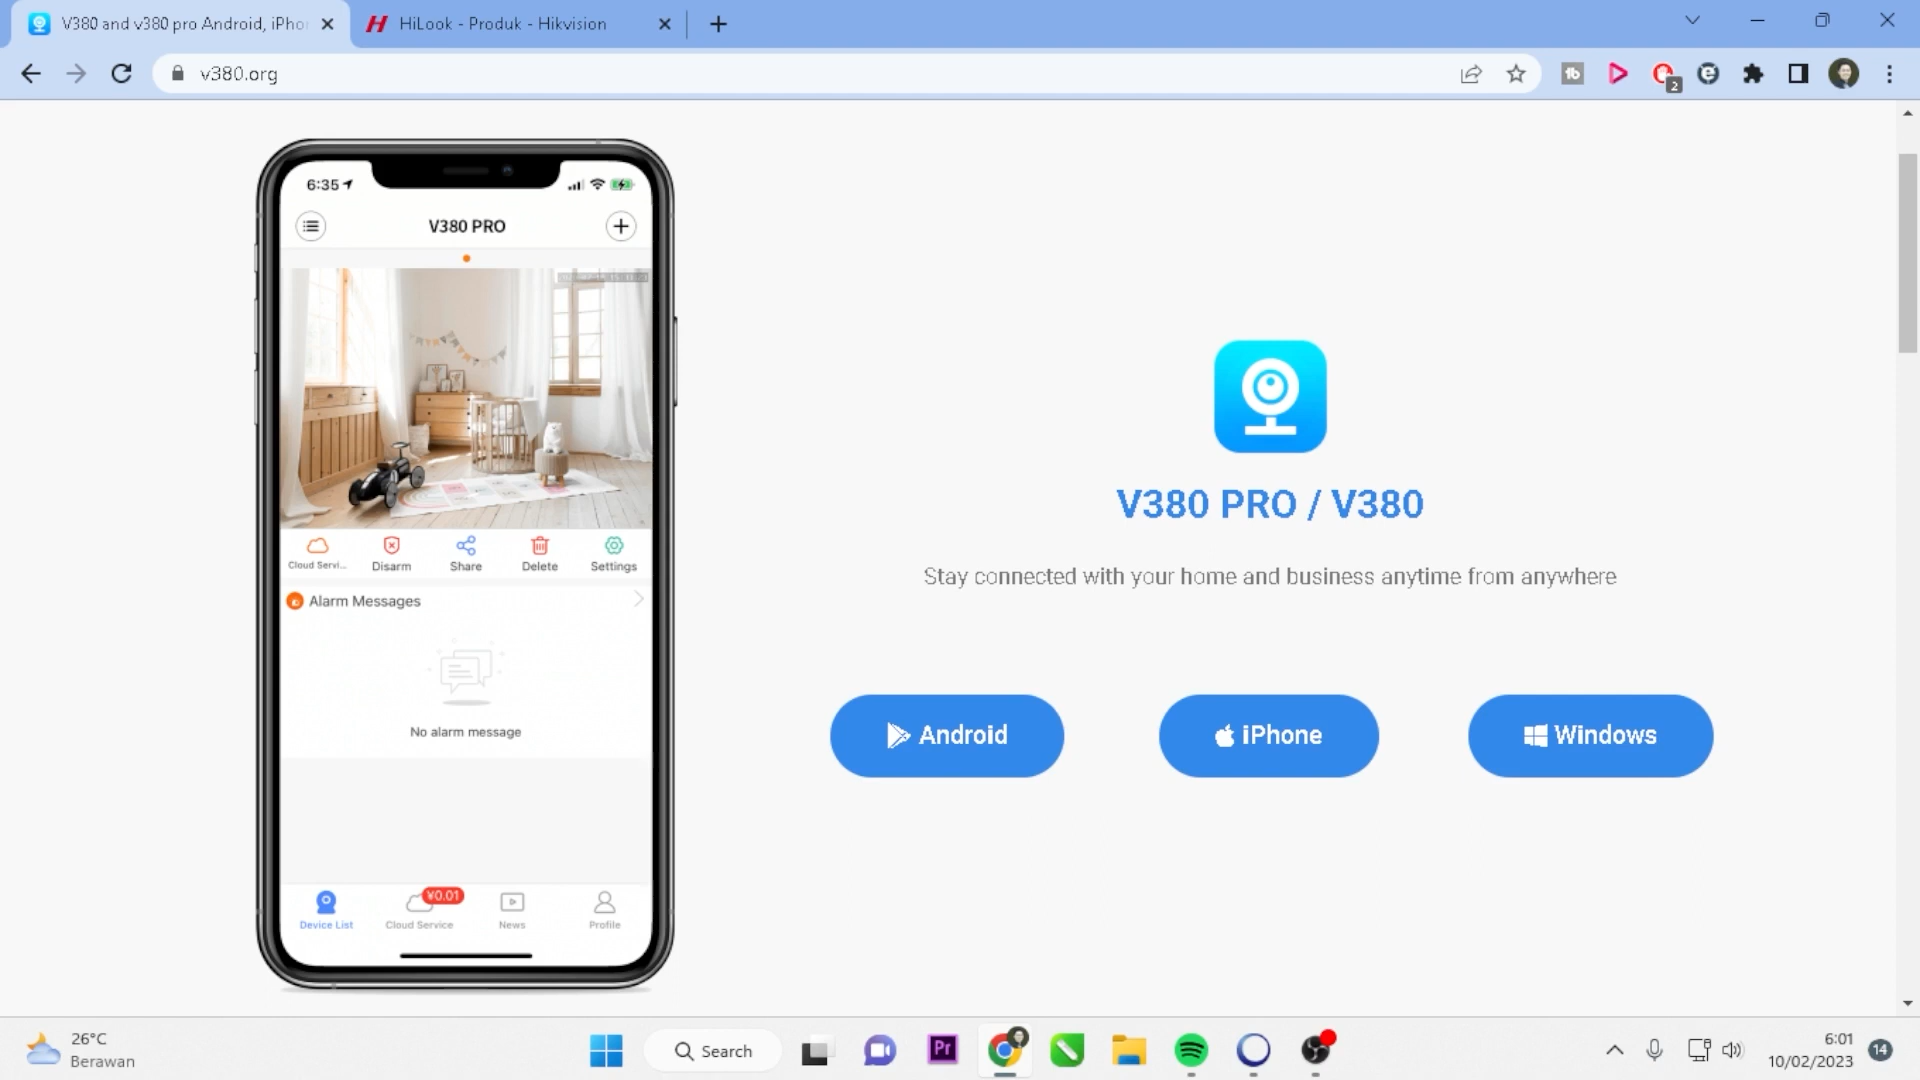 V380 and v380 pro Android, iPho
HiLook - Produk - Hikvision
v380.org
2
6:35
V380 PRO
Cloud Servi...
Disarm
Share
Delete
Settings
Alarm Messages
No alarm message
¥0.01
Device List
Cloud Service
News
Profile
V380 PRO / V380
Stay connected with your home and business anytime from anywhere
Android
iPhone
Windows
26°C
Berawan
Search
Pr
6:01
10/02/2023
14